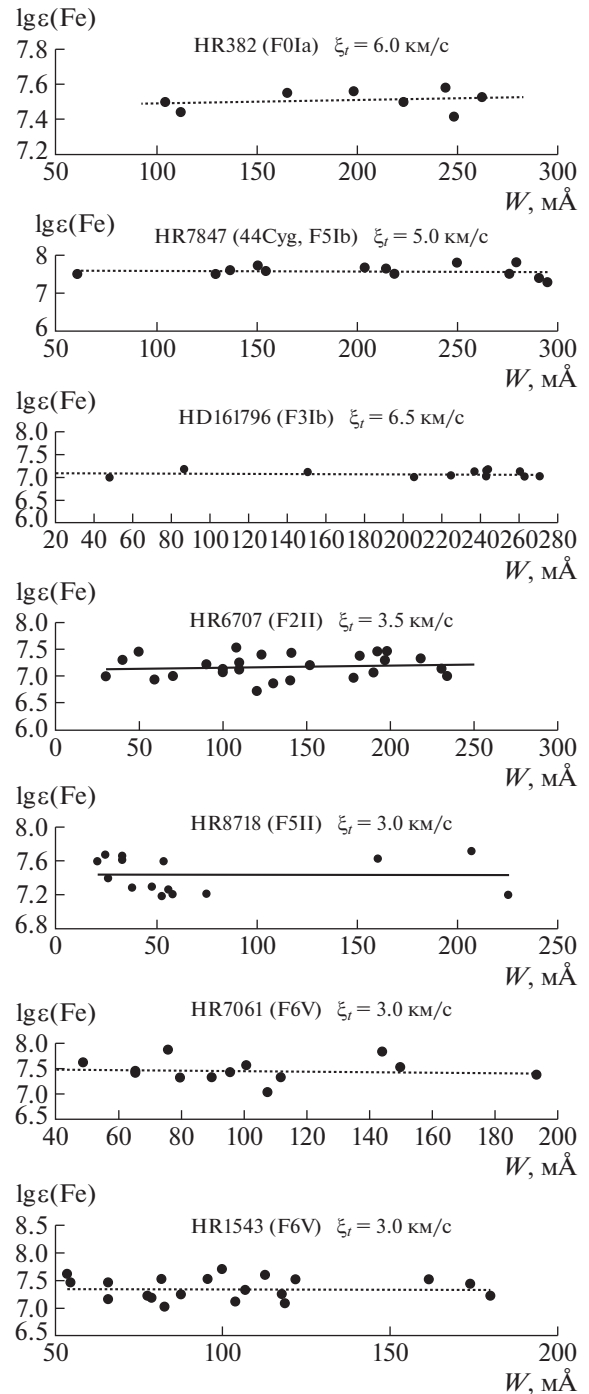 lgε(Fe)
HR382 (F0Ia) ξt = 6.0 км/с
7.8
7.6
7.4
7.2
50 100 150 200 250 300
W, мÅ
lgε(Fe)
HR7847 (44Cyg, F5Ib) ξt = 5.0 км/с
8
7
6
50 100 150 200 250 300
W, мÅ
lgε(Fe)
HD161796 (F3Ib) ξt = 6.5 км/с
8.0
7.5
7.0
6.5
6.0
20 40 60 80 100 120 140 160 180 200 220 240 260 280
W, мÅ
lgε(Fe)
HR6707 (F2II) ξt = 3.5 км/с
8.0
7.5
7.0
6.5
6.0
0 50 100 150 200 250 300
W, мÅ
lgε(Fe)
HR8718 (F5II) ξt = 3.0 км/с
8.0
7.6
7.2
6.8
0 50 100 150 200 250
W, мÅ
lgε(Fe)
HR7061 (F6V) ξt = 3.0 км/с
8.0
7.5
7.0
6.5
40 60 80 100 120 140 160 180 200
W, мÅ
lgε(Fe)
HR1543 (F6V) ξt = 3.0 км/с
8.5
8.0
7.5
7.0
6.5
50 100 150 200
W, мÅ